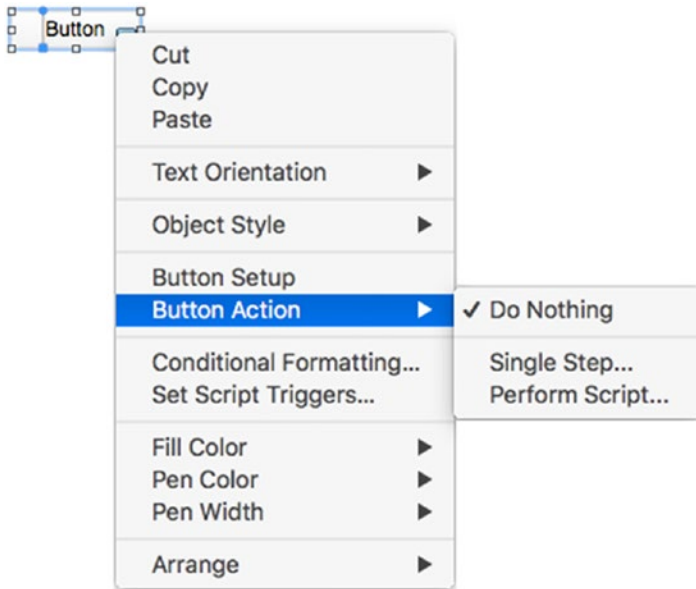 Button
Cut
Copy
Paste
Text Orientation
Object Style
Button Setup
Button Action
Do Nothing
Conditional Formatting...
Single Step...
Set Script Triggers...
Perform Script...
Fill Color
Pen Color
Pen Width
Arrange